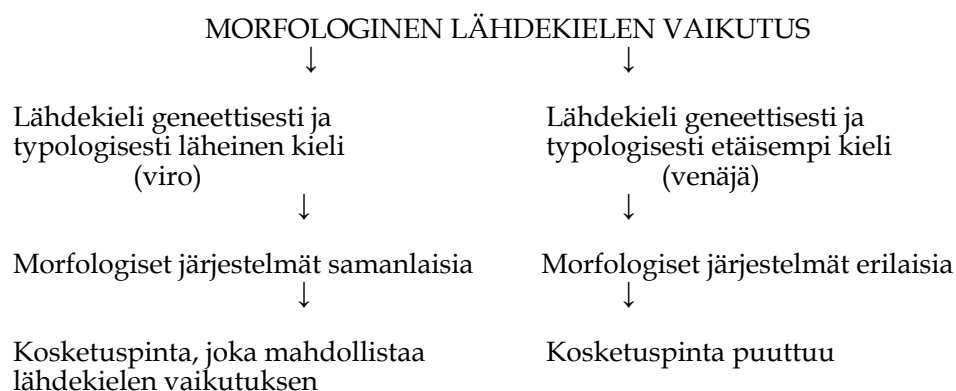 MORFOLOGINEN LÄHDEKIELEN VAIKUTUS
↓ ↓
Lähdekieli geneettisesti ja
typologisesti läheinen kieli
(viro)
↓
Morfologiset järjestelmät samanlaisia
↓
Kosketuspinta, joka mahdollistaa
lähdekielen vaikutuksen
Lähdekieli geneettisesti ja
typologisesti etäisempi kieli
(venäjä)
↓
Morfologiset järjestelmät erilaisia
↓
Kosketuspinta puuttuu